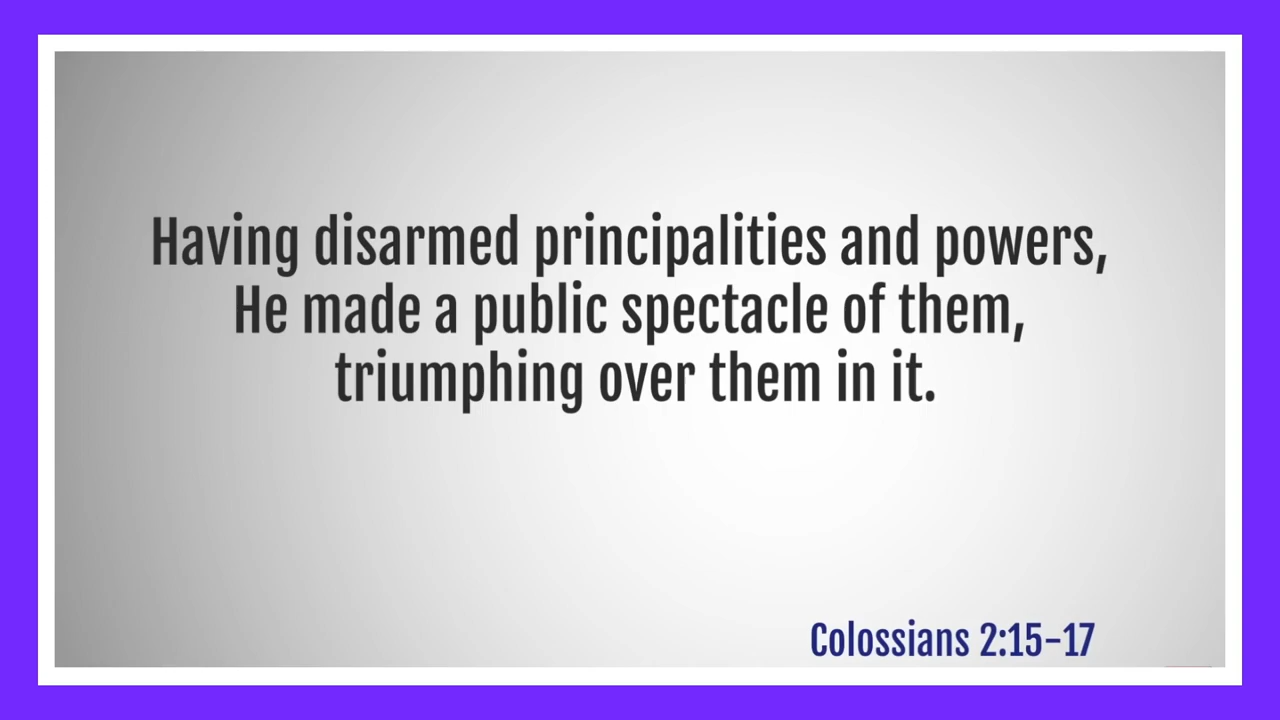 Having disarmed principalities and powers,
He made a public spectacle of them,
triumphing over them in it.
Colossians 2:15-17